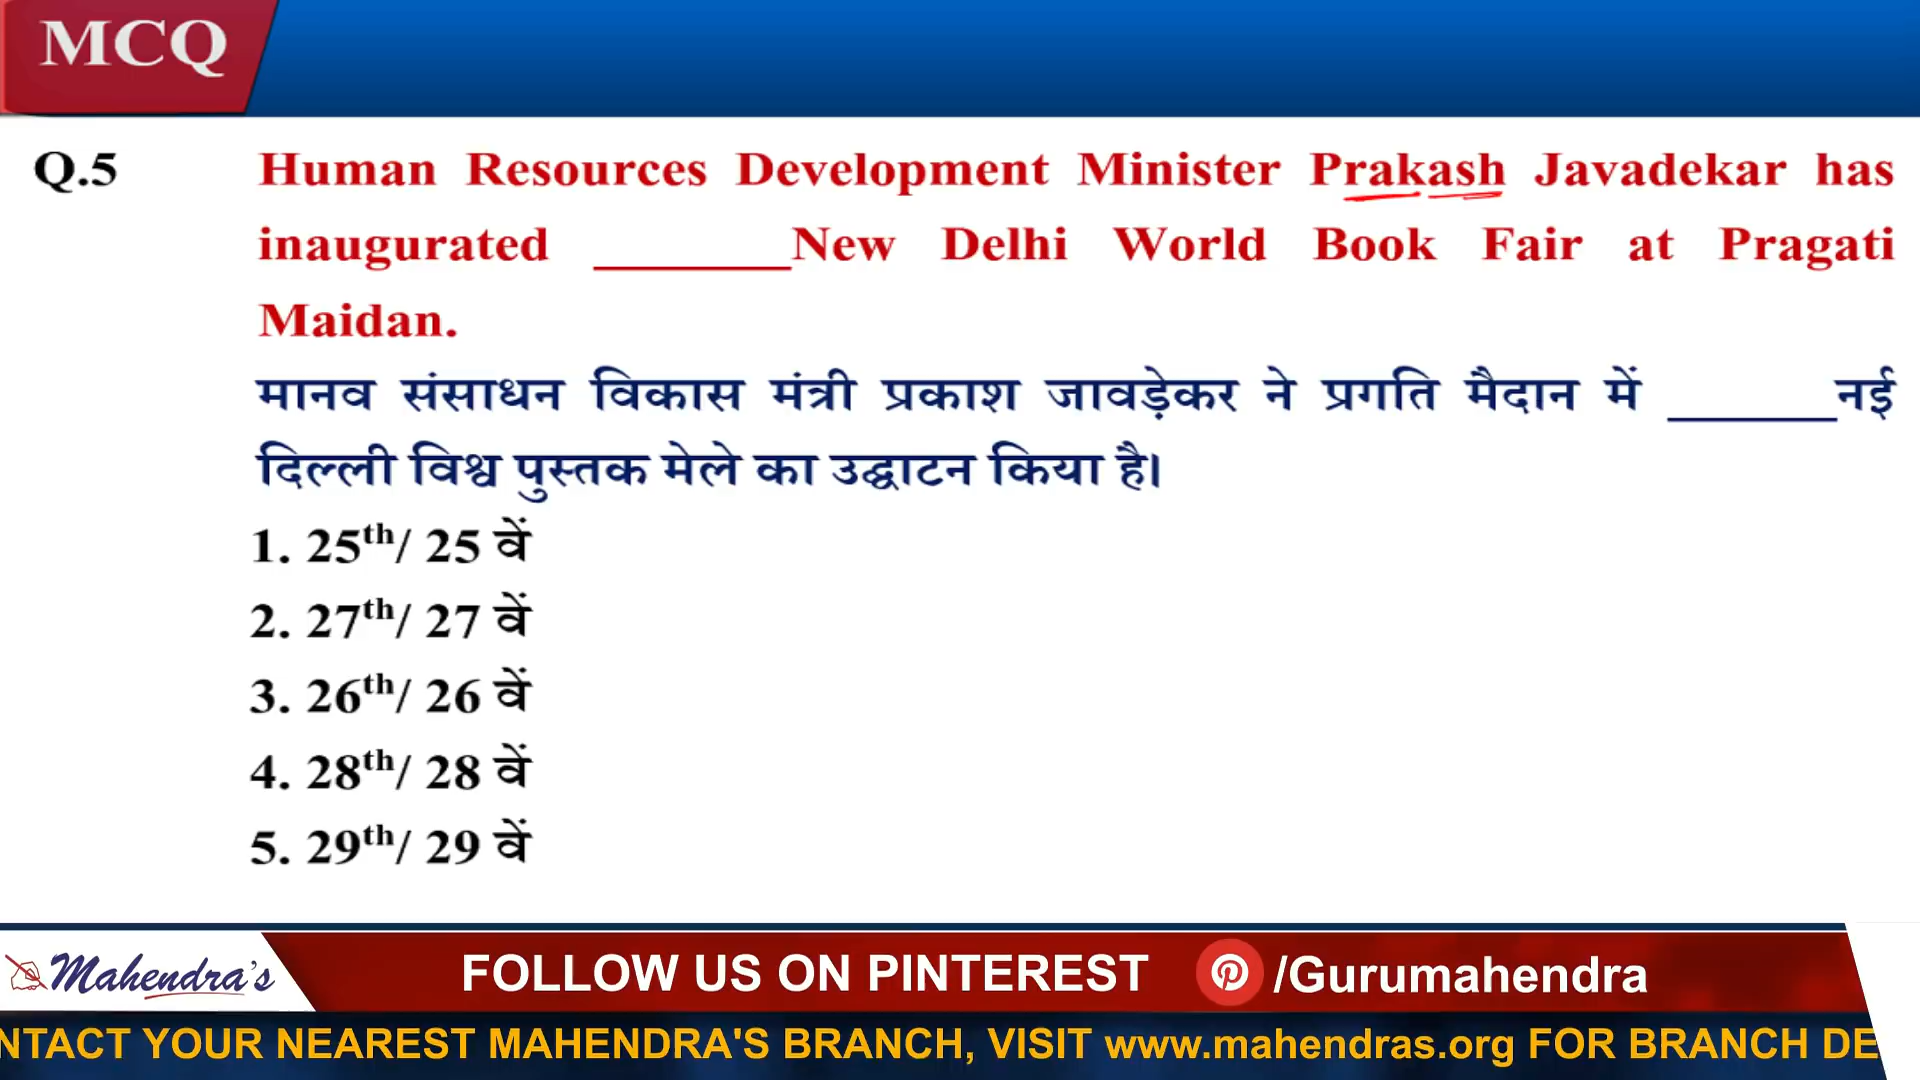 MCQ
Q.5 Human Resources Development Minister Prakash Javadekar has
inaugurated _______New Delhi World Book Fair at Pragati
Maidan.
मानव संसाधन विकास मंत्री प्रकाश जावड़ेकर ने प्रगति मैदान में _______नई
दिल्ली विश्व पुस्तक मेले का उद्घाटन किया है।
1. 25th/ 25 वें
2. 27th/ 27 वें
3. 26th/ 26 वें
4. 28th/ 28 वें
5. 29th/ 29 वें
Mahendra's FOLLOW US ON PINTEREST /Gurumahendra
NTACT YOUR NEAREST MAHENDRA'S BRANCH, VISIT www.mahendras.org FOR BRANCH DE